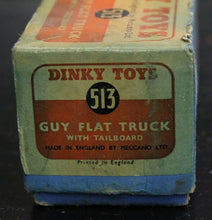 DINKY TOYS
513
GUY FLAT TRUCK
WITH TAILBOARD
MADE IN ENGLAND BY MECCANO LTD
Printed in England